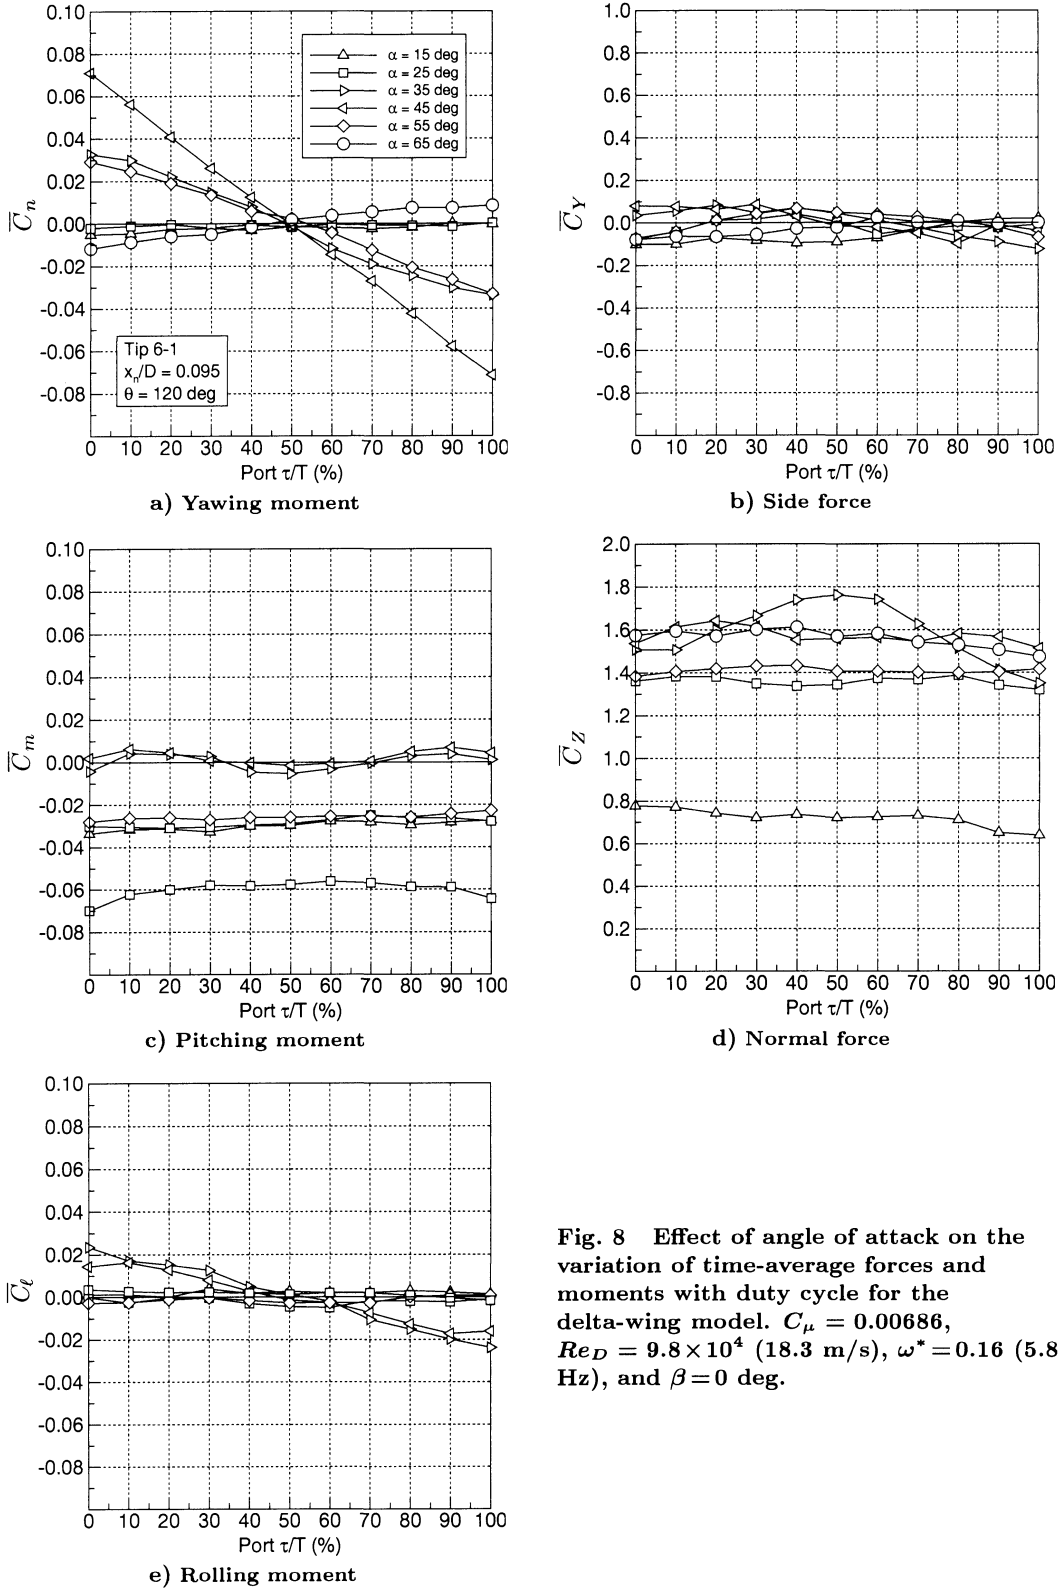 0.10
0.08
0.06
0.04
0.02
0.00
-0.02
-0.04
-0.06
-0.08
C̅n
α = 15 deg
α = 25 deg
α = 35 deg
α = 45 deg
α = 55 deg
α = 65 deg
Tip 6-1
xn/D = 0.095
θ = 120 deg
0 10 20 30 40 50 60 70 80 90 100
Port τ/T (%)
a) Yawing moment
1.0
0.8
0.6
0.4
0.2
0.0
-0.2
-0.4
-0.6
-0.8
C̅Y
0 10 20 30 40 50 60 70 80 90 100
Port τ/T (%)
b) Side force
0.10
0.08
0.06
0.04
0.02
0.00
-0.02
-0.04
-0.06
-0.08
C̅m
0 10 20 30 40 50 60 70 80 90 100
Port τ/T (%)
c) Pitching moment
2.0
1.8
1.6
1.4
1.2
1.0
0.8
0.6
0.4
0.2
C̅Z
0 10 20 30 40 50 60 70 80 90 100
Port τ/T (%)
d) Normal force
0.10
0.08
0.06
0.04
0.02
0.00
-0.02
-0.04
-0.06
-0.08
C̅ℓ
0 10 20 30 40 50 60 70 80 90 100
Port τ/T (%)
e) Rolling moment
Fig. 8 Effect of angle of attack on the
variation of time-average forces and
moments with duty cycle for the
delta-wing model. Cμ = 0.00686,
ReD = 9.8×10⁴ (18.3 m/s), ω*=0.16 (5.8
Hz), and β=0 deg.